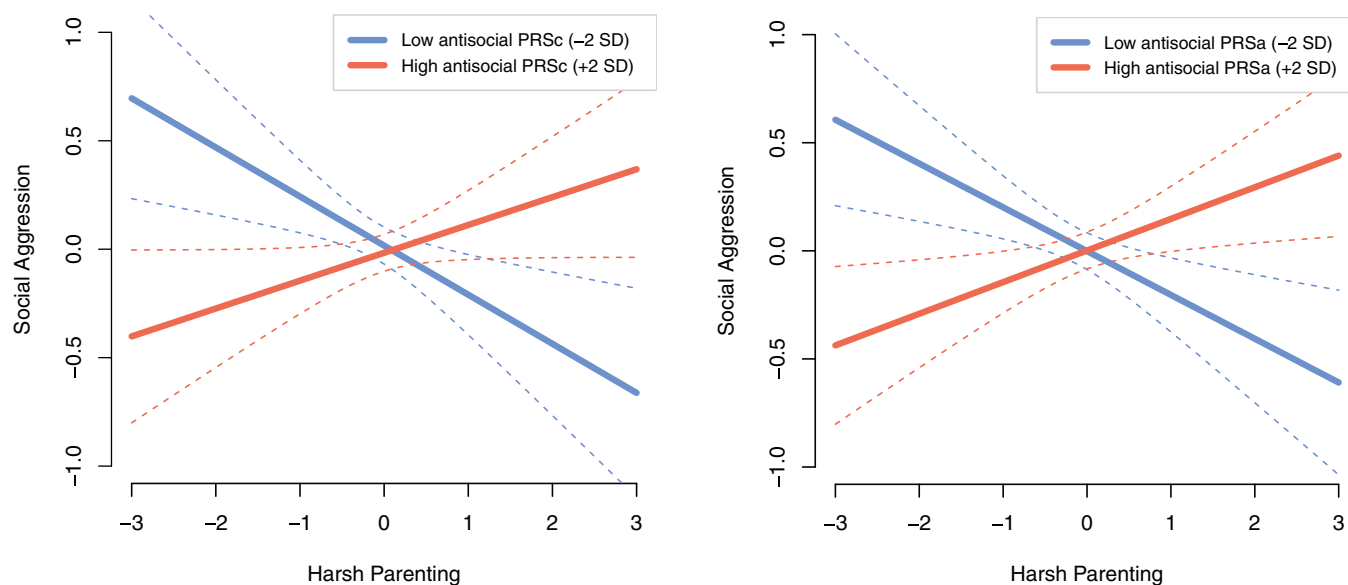 Low antisocial PRSc (−2 SD)
High antisocial PRSc (+2 SD)
Social Aggression
1.0
0.5
0.0
−0.5
−1.0
−3 −2 −1 0 1 2 3
Harsh Parenting
Low antisocial PRSa (−2 SD)
High antisocial PRSa (+2 SD)
Social Aggression
1.0
0.5
0.0
−0.5
−1.0
−3 −2 −1 0 1 2 3
Harsh Parenting